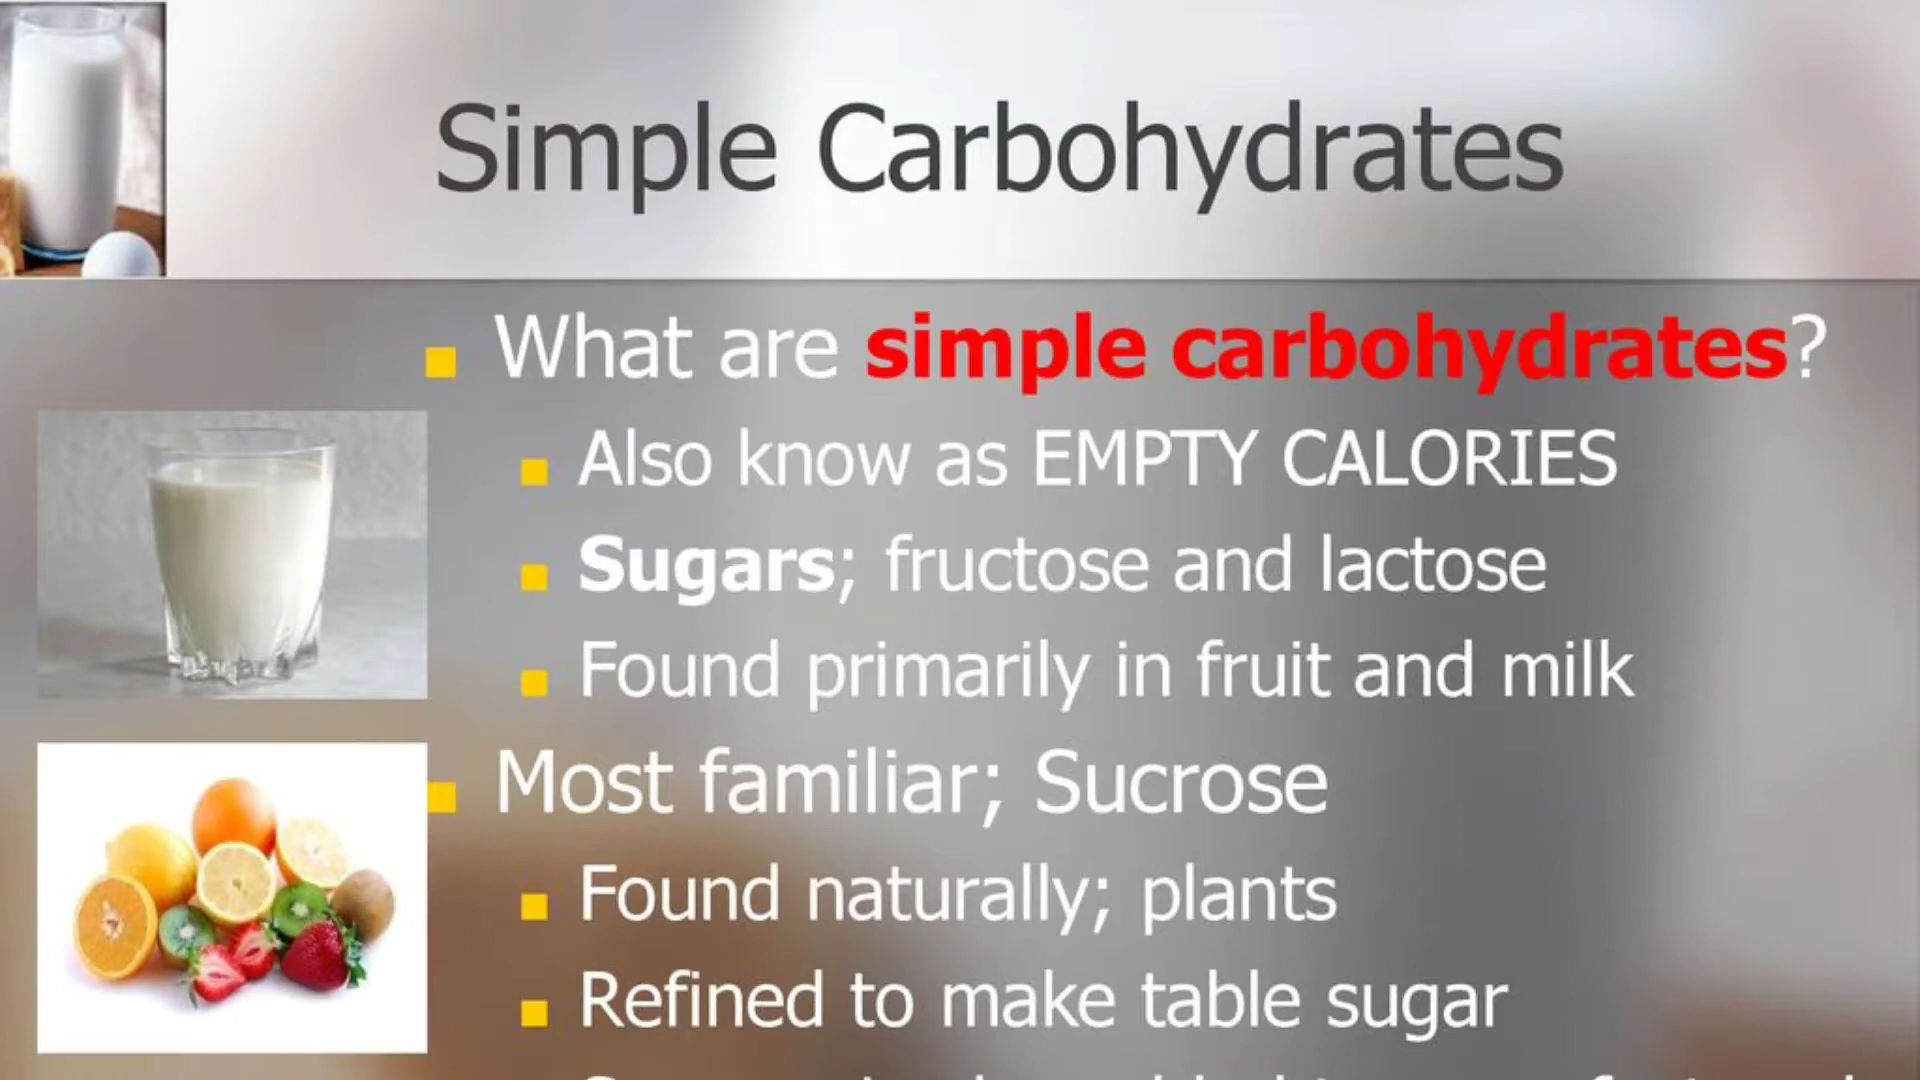 Simple Carbohydrates
What are simple carbohydrates?
Also know as EMPTY CALORIES
Sugars; fructose and lactose
Found primarily in fruit and milk
Most familiar; Sucrose
Found naturally; plants
Refined to make table sugar